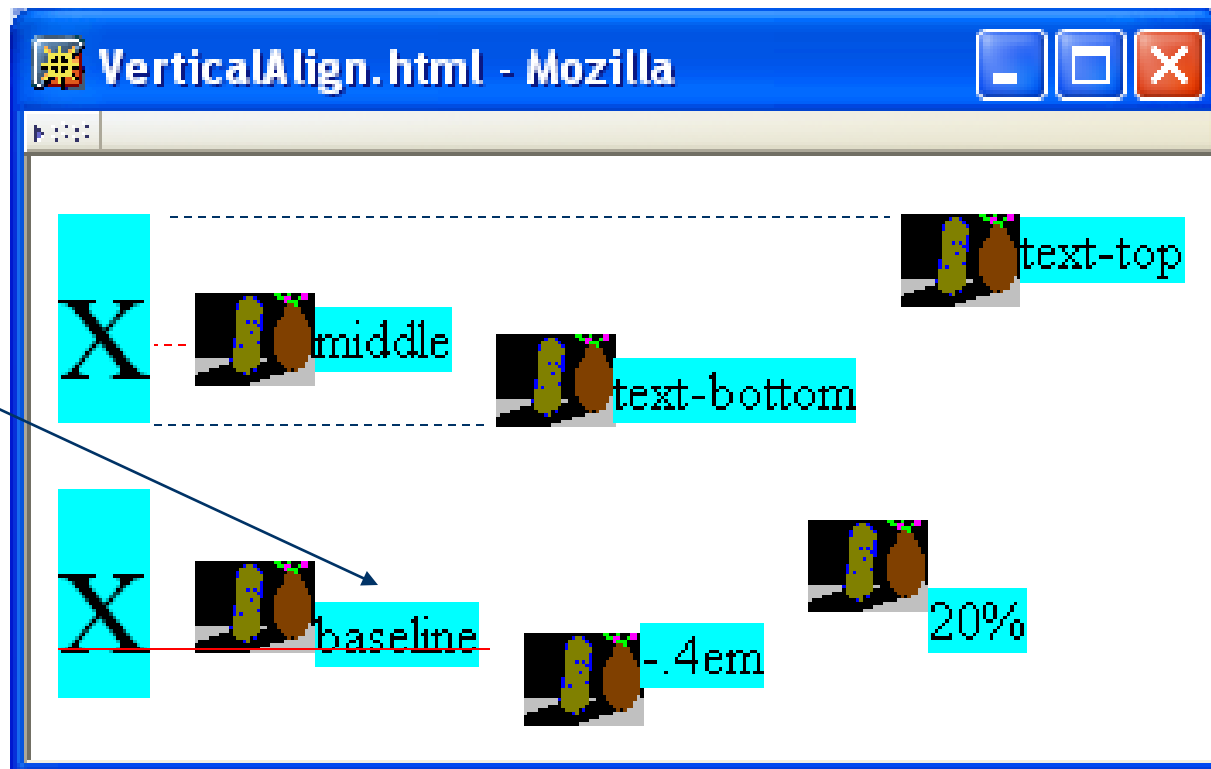 VerticalAlign.html - Mozilla
text-top
X middle
text-bottom
X baseline
-.4em
20%